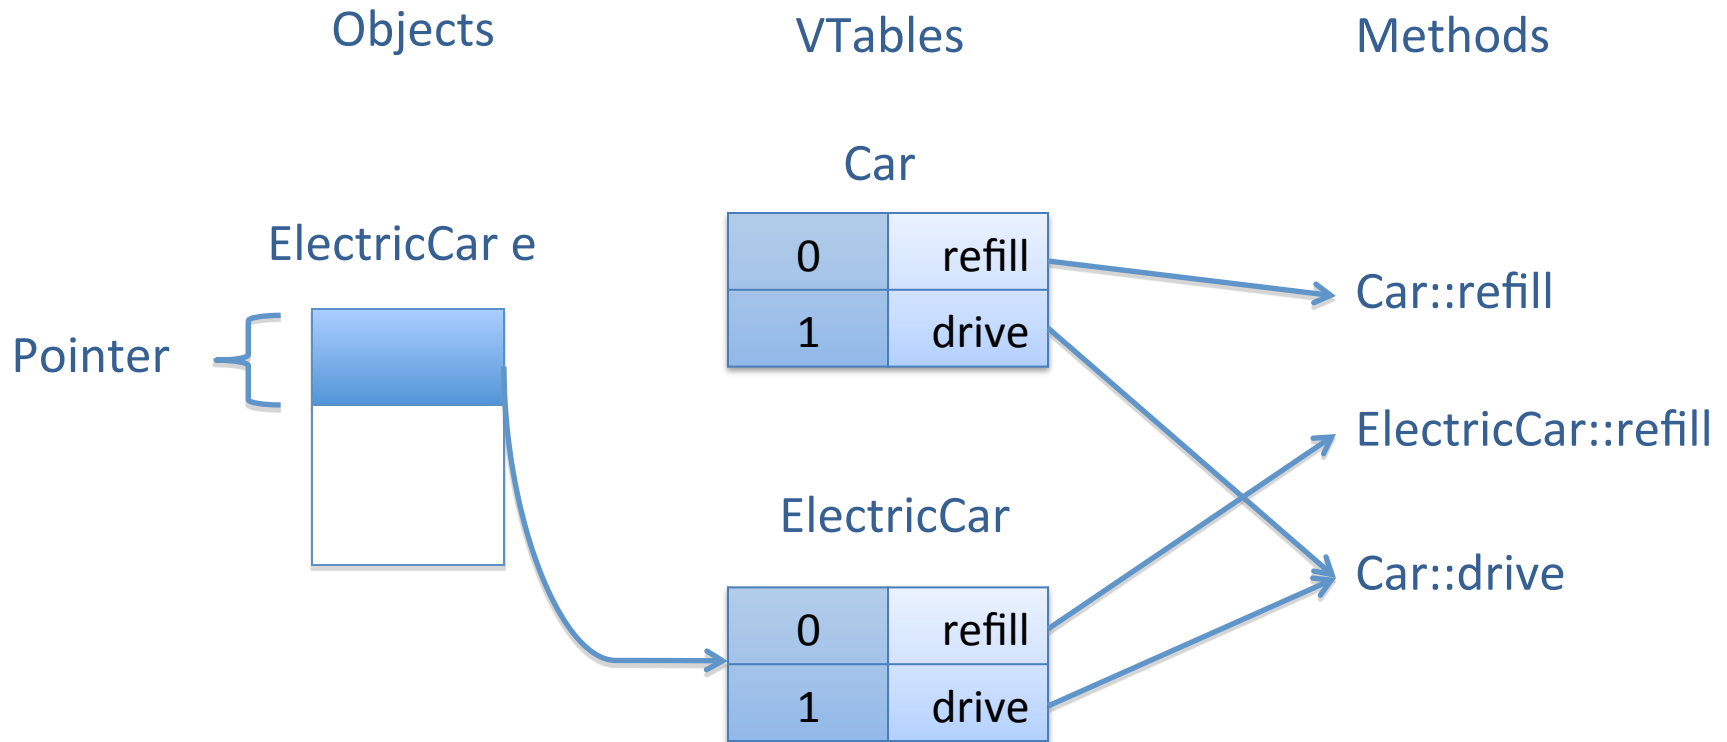 Objects
VTables
Methods
Car
0 refill
1 drive
ElectricCar e
Pointer
Car::refill
ElectricCar::refill
Car::drive
ElectricCar
0 refill
1 drive